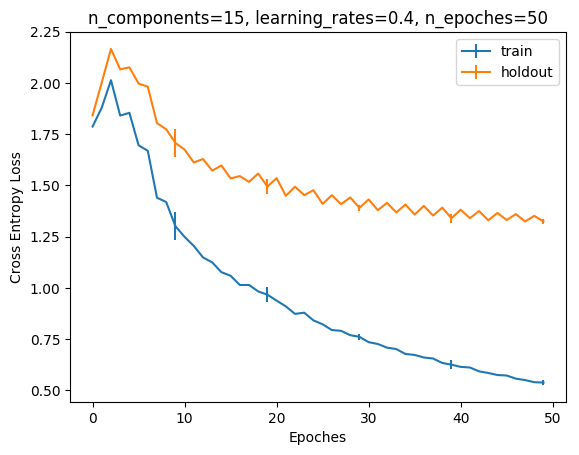 n_components=15, learning_rates=0.4, n_epoches=50
train
holdout
Cross Entropy Loss
2.25
2.00
1.75
1.50
1.25
1.00
0.75
0.50
0
10
20
30
40
50
Epoches